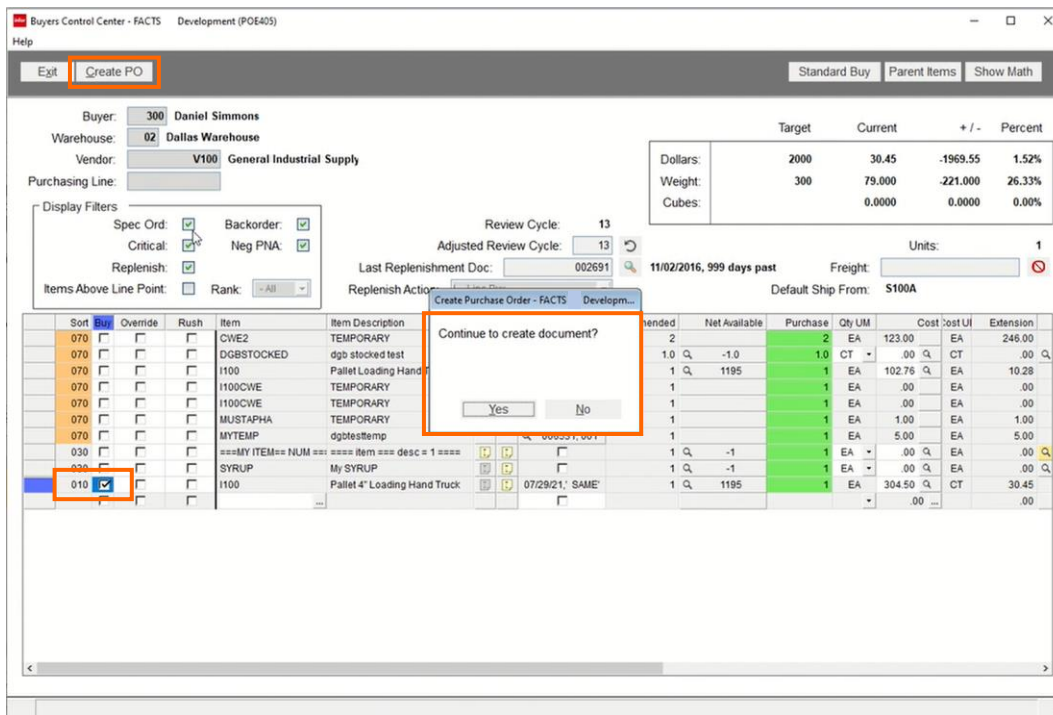 Buyers Control Center - FACTS Development (POE405)
Help
Exit Create PO Standard Buy Parent Items Show Math
Buyer: 300 Daniel Simmons
Warehouse: 02 Dallas Warehouse
Vendor: V100 General Industrial Supply
Purchasing Line:
Target Current + / - Percent
Dollars: 2000 30.45 -1969.55 1.52%
Weight: 300 79.000 -221.000 26.33%
Cubes: 0.0000 0.0000 0.00%
Display Filters
Spec Ord: Backorder:
Critical: Neg PNA:
Replenish:
Items Above Line Point: Rank: - All
Review Cycle: 13
Adjusted Review Cycle: 13
Last Replenishment Doc: 002691 11/02/2016, 999 days past
Replenish Action:
Units: 1
Freight:
Default Ship From: S100A
Create Purchase Order - FACTS Developm...
Continue to create document?
Yes No
Sort Buy Override Rush Item Item Description Net Available Purchase Qty UM Cost Extension
070 CWE2 TEMPORARY 2 2 EA 123.00 EA 246.00
070 DGBSTOCKED dgb stocked test 1.0 -1.0 1.0 CT .00 CT .00
070 I100 Pallet Loading Hand 1 1195 1 EA 102.76 EA 10.28
070 I100CWE TEMPORARY 1 1 EA .00 EA .00
070 I100CWE TEMPORARY 1 1 EA .00 EA .00
070 MUSTAPHA TEMPORARY 1 1 EA 1.00 EA 1.00
070 MYTEMP dgbtesttemp 1 1 EA 5.00 EA 5.00
030 ===MY ITEM== NUM ==: ==== item === desc = 1 ==== 1 -1 1 EA .00 EA .00
SYRUP My SYRUP 1 -1 1 EA .00 EA .00
010 I100 Pallet 4" Loading Hand Truck 07/29/21,' SAME' 1 1195 1 EA 304.50 CT 30.45
... .00 ... .00